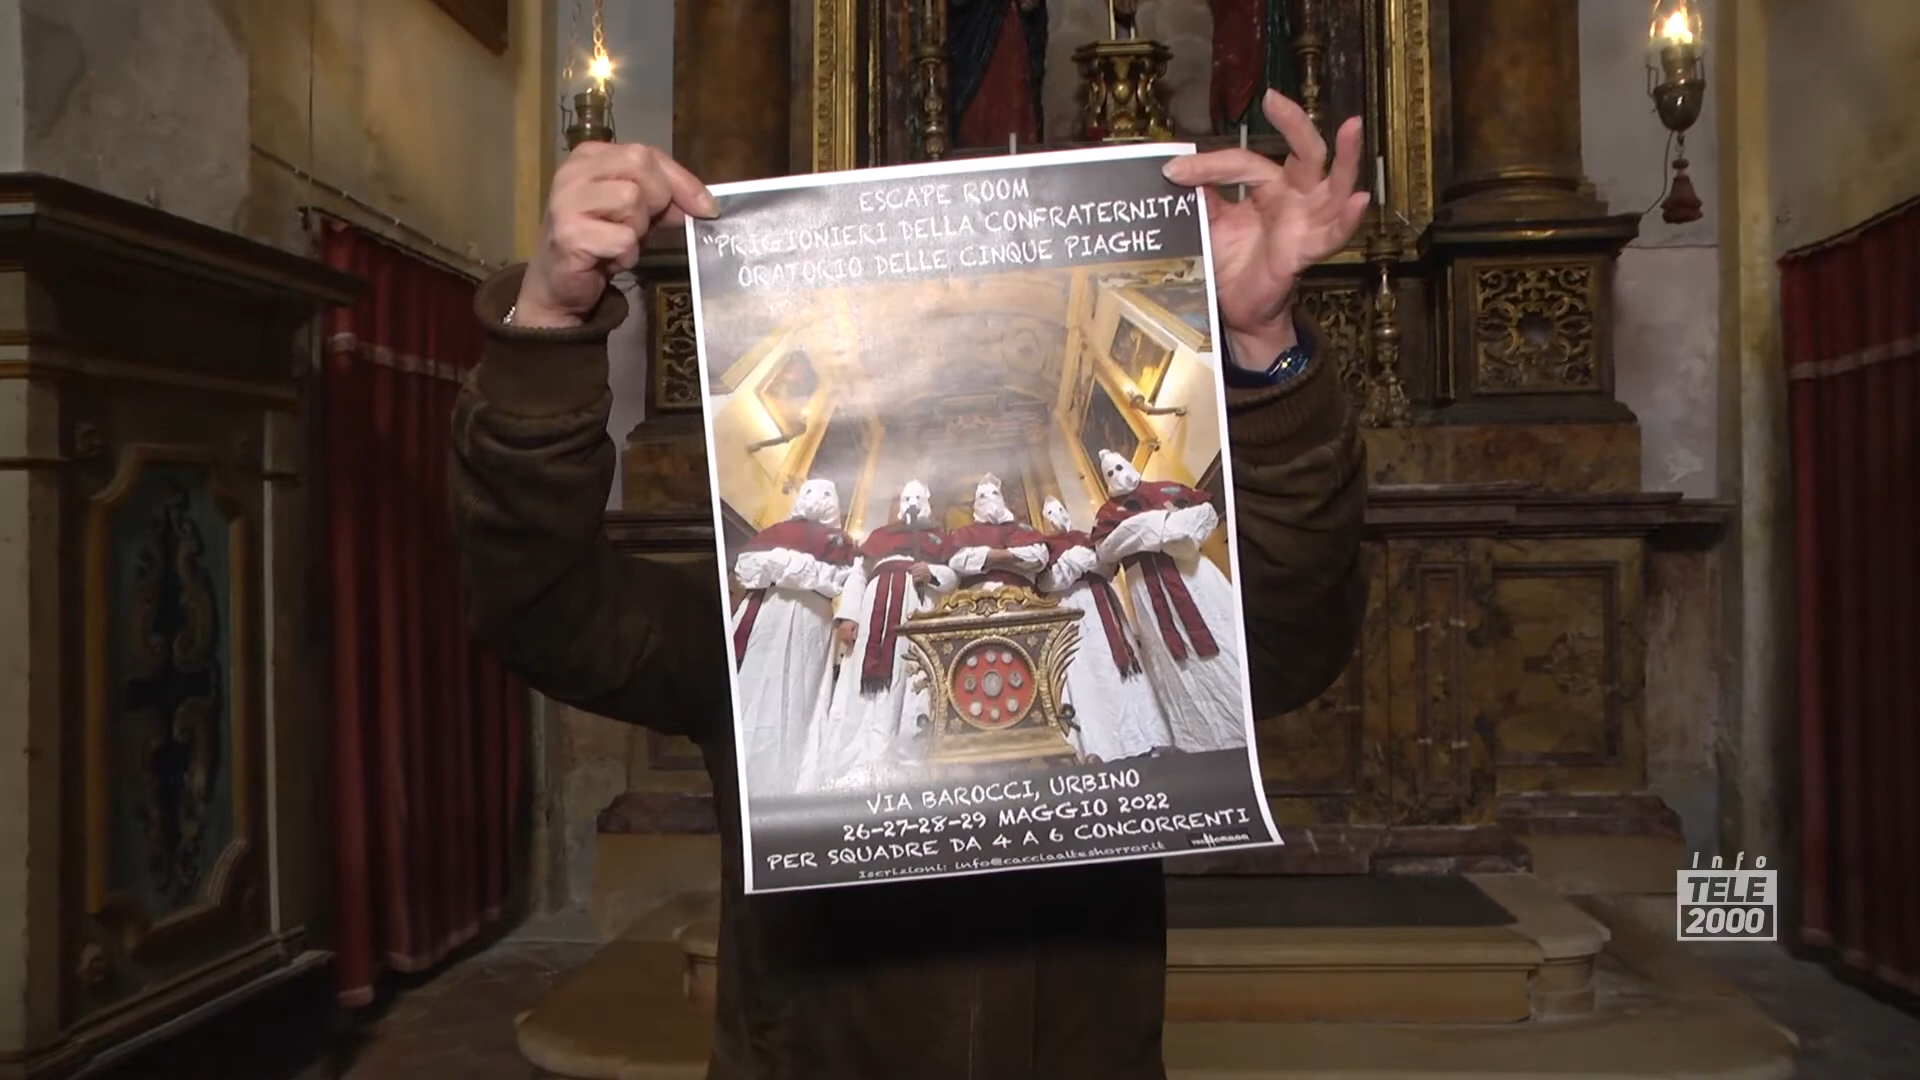 ESCAPE ROOM
"PRIGIONIERI DELLA CONFRATERNITA"
ORATORIO DELLE CINQUE PIAGHE
VIA BAROCCI, URBINO
26-27-28-29 MAGGIO 2022
PER SQUADRE DA 4 A 6 CONCORRENTI
Iscrizioni: info@cacciaalteshorror.it
Info
TELE
2000